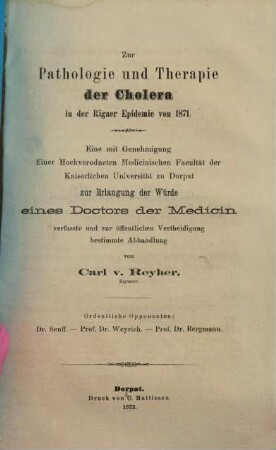 Zur
Pathologie und Therapie
der Cholera
in der Rigaer Epidemie von 1871.
Eine mit Genehmigung
Einer Hochverordneten Medicinischen Facultät der
Kaiserlichen Universität zu Dorpat
zur Erlangung der Würde
eines Doctors der Medicin
verfasste und zur öffentlichen Vertheidigung
bestimmte Abhandlung
von
Carl v. Reyher,
Rigenser.
Ordentliche Opponenten:
Dr. Senff. — Prof. Dr. Weyrich. — Prof. Dr. Bergmann.
Dorpat.
Druck von C. Mattiesen.
1872.